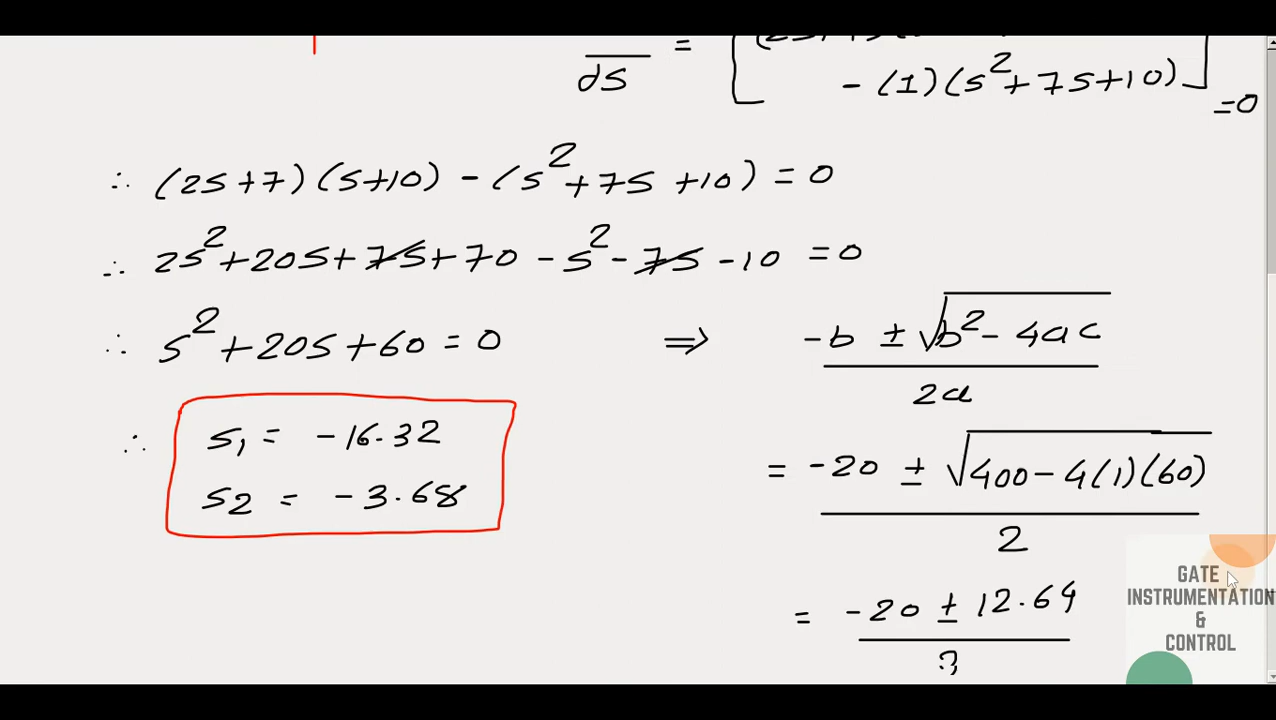 dS =
- (1)(s²+7s+10)
=0
∴ (2s+7)(s+10) - (s²+7s +10) = 0
∴ 2s²+20s+7s+70 -s²-7s -10 =0
∴ s²+20s+60 = 0 ⇒ -b ± √b²-4ac
2a
∴ s₁ = -16.32
s₂ = -3.68
= -20 ± √400-4(1)(60)
2
= -20 ± 12.64
GATE
INSTRUMENTATION
&
CONTROL